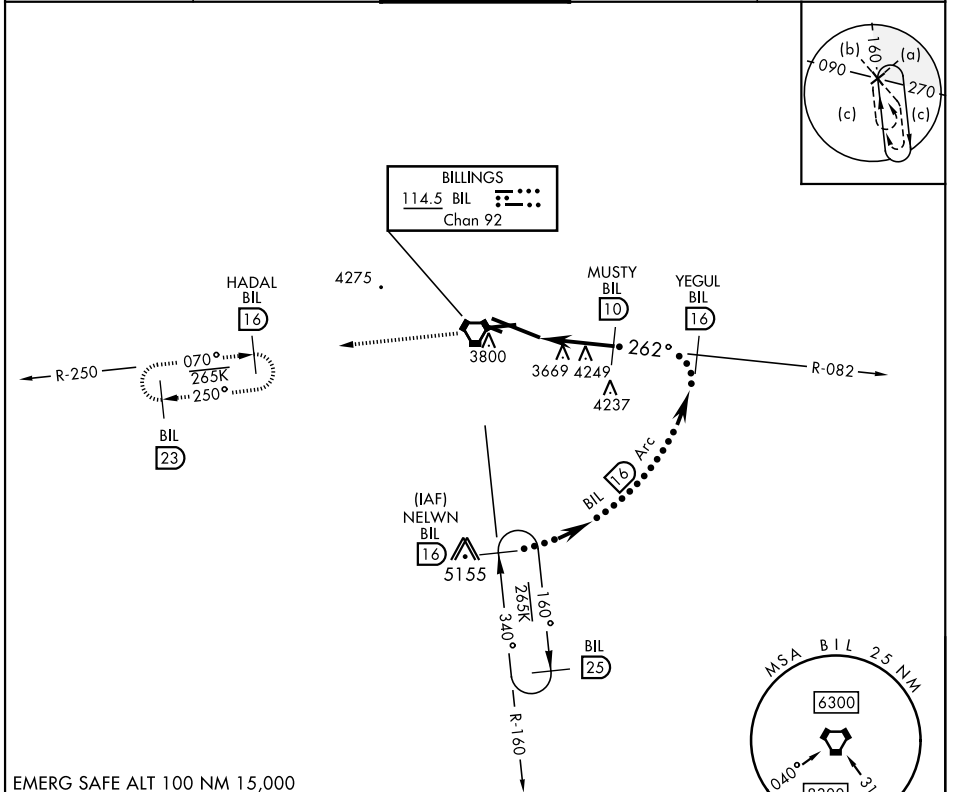 (b)
160
(a)
090
270
(c)
(c)
BILLINGS
114.5 BIL
Chan 92
4275
HADAL
BIL
16
MUSTY
BIL
10
YEGUL
BIL
16
3800
3669
4249
4237
262°
R-082
R-250
070°
265K
250°
BIL
23
BIL 16 Arc
(IAF)
NELWN
BIL
16
5155
265K
160°
340°
BIL
25
R-160
MSA BIL 25 NM
6300
040°
EMERG SAFE ALT 100 NM 15,000